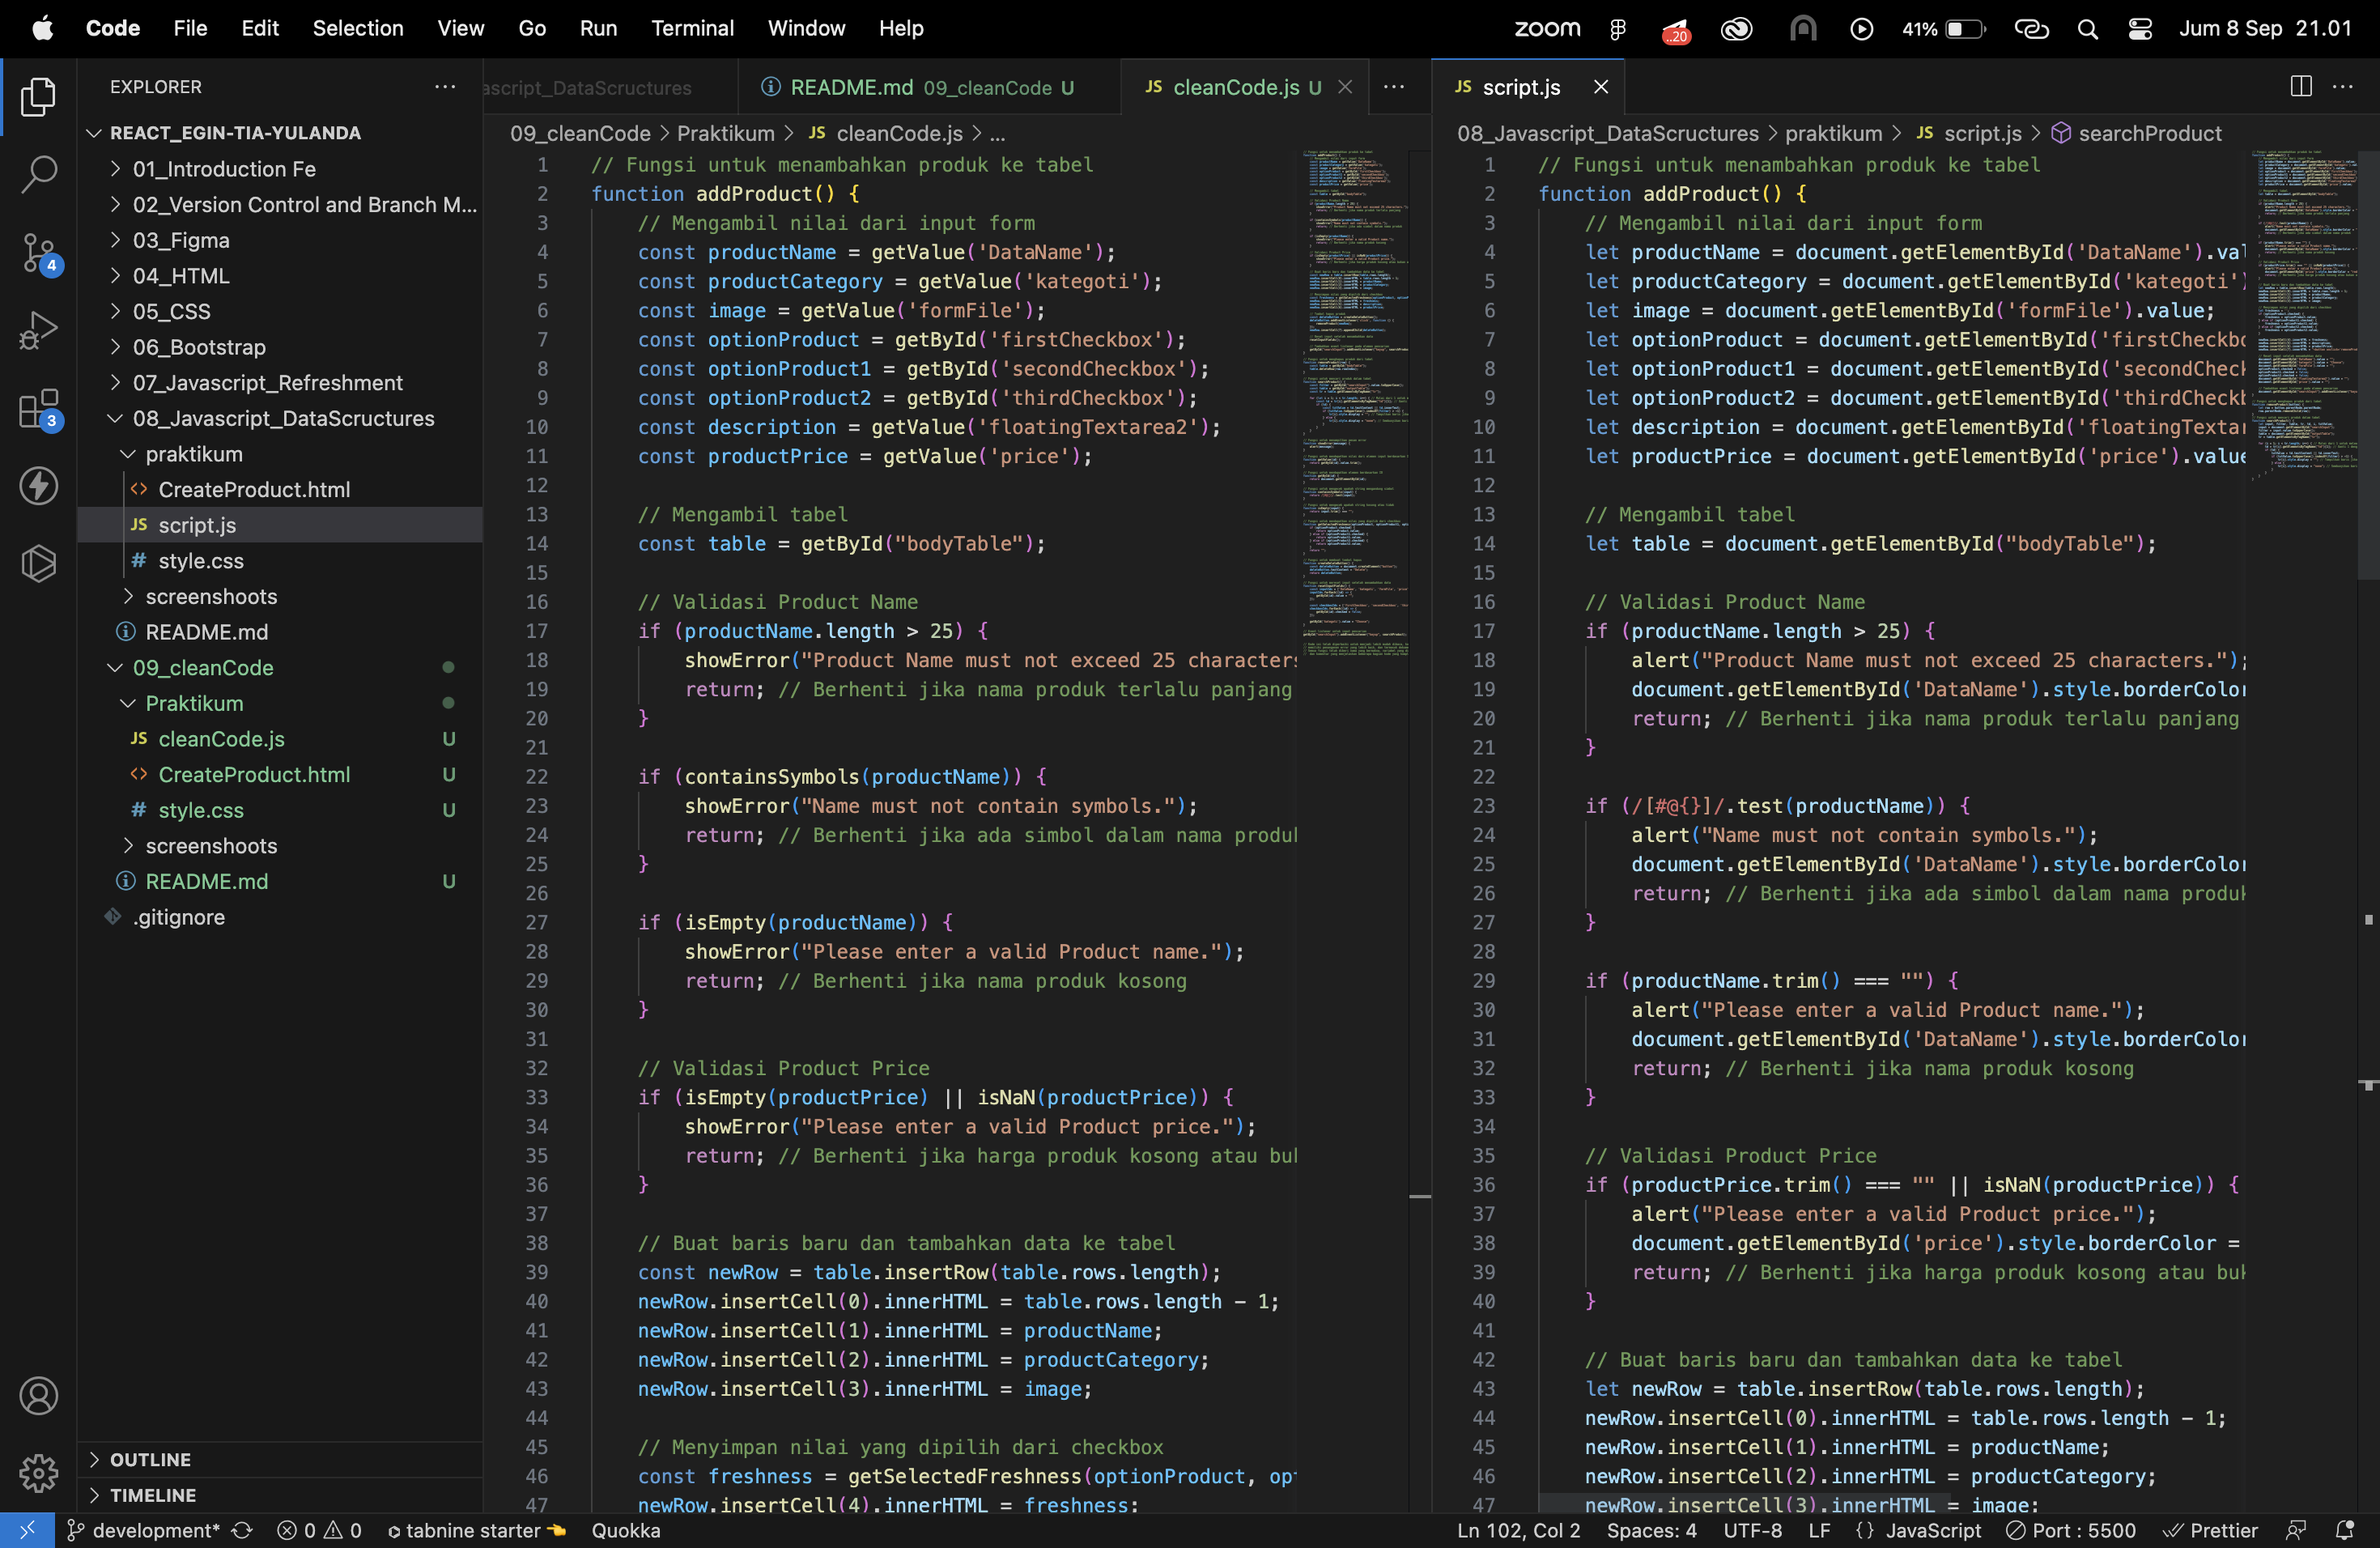 Code File Edit Selection View Go Run Terminal Window Help
zoom ..20 41% Jum 8 Sep 21.01
EXPLORER
REACT_EGIN-TIA-YULANDA
01_Introduction Fe
02_Version Control and Branch M...
03_Figma
04_HTML
05_CSS
06_Bootstrap
07_Javascript_Refreshment
08_Javascript_DataScructures
praktikum
CreateProduct.html
JS script.js
# style.css
screenshoots
README.md
09_cleanCode
Praktikum
JS cleanCode.js U
CreateProduct.html U
# style.css U
screenshoots
README.md U
.gitignore
OUTLINE
TIMELINE
4
3
ascript_DataScructures
README.md 09_cleanCode U
JS cleanCode.js U
09_cleanCode > Praktikum > JS cleanCode.js > ...
1 // Fungsi untuk menambahkan produk ke tabel
2 function addProduct() {
3 // Mengambil nilai dari input form
4 const productName = getValue('DataName');
5 const productCategory = getValue('kategoti');
6 const image = getValue('formFile');
7 const optionProduct = getById('firstCheckbox');
8 const optionProduct1 = getById('secondCheckbox');
9 const optionProduct2 = getById('thirdCheckbox');
10 const description = getValue('floatingTextarea2');
11 const productPrice = getValue('price');
12
13 // Mengambil tabel
14 const table = getById("bodyTable");
15
16 // Validasi Product Name
17 if (productName.length > 25) {
18 showError("Product Name must not exceed 25 characters
19 return; // Berhenti jika nama produk terlalu panjang
20 }
21
22 if (containsSymbols(productName)) {
23 showError("Name must not contain symbols.");
24 return; // Berhenti jika ada simbol dalam nama produk
25 }
26
27 if (isEmpty(productName)) {
28 showError("Please enter a valid Product name.");
29 return; // Berhenti jika nama produk kosong
30 }
31
32 // Validasi Product Price
33 if (isEmpty(productPrice) || isNaN(productPrice)) {
34 showError("Please enter a valid Product price.");
35 return; // Berhenti jika harga produk kosong atau buk
36 }
37
38 // Buat baris baru dan tambahkan data ke tabel
39 const newRow = table.insertRow(table.rows.length);
40 newRow.insertCell(0).innerHTML = table.rows.length - 1;
41 newRow.insertCell(1).innerHTML = productName;
42 newRow.insertCell(2).innerHTML = productCategory;
43 newRow.insertCell(3).innerHTML = image;
44
45 // Menyimpan nilai yang dipilih dari checkbox
46 const freshness = getSelectedFreshness(optionProduct, opt
47 newRow.insertCell(4).innerHTML = freshness;
JS script.js
08_Javascript_DataScructures > praktikum > JS script.js > searchProduct
1 // Fungsi untuk menambahkan produk ke tabel
2 function addProduct() {
3 // Mengambil nilai dari input form
4 let productName = document.getElementById('DataName').val
5 let productCategory = document.getElementById('kategoti')
6 let image = document.getElementById('formFile').value;
7 let optionProduct = document.getElementById('firstCheckbo
8 let optionProduct1 = document.getElementById('secondCheck
9 let optionProduct2 = document.getElementById('thirdCheckb
10 let description = document.getElementById('floatingTextar
11 let productPrice = document.getElementById('price').value
12
13 // Mengambil tabel
14 let table = document.getElementById("bodyTable");
15
16 // Validasi Product Name
17 if (productName.length > 25) {
18 alert("Product Name must not exceed 25 characters.");
19 document.getElementById('DataName').style.borderColor
20 return; // Berhenti jika nama produk terlalu panjang
21 }
22
23 if (/[#@{}]/.test(productName)) {
24 alert("Name must not contain symbols.");
25 document.getElementById('DataName').style.borderColor
26 return; // Berhenti jika ada simbol dalam nama produk
27 }
28
29 if (productName.trim() === "") {
30 alert("Please enter a valid Product name.");
31 document.getElementById('DataName').style.borderColor
32 return; // Berhenti jika nama produk kosong
33 }
34
35 // Validasi Product Price
36 if (productPrice.trim() === "" || isNaN(productPrice)) {
37 alert("Please enter a valid Product price.");
38 document.getElementById('price').style.borderColor =
39 return; // Berhenti jika harga produk kosong atau buk
40 }
41
42 // Buat baris baru dan tambahkan data ke tabel
43 let newRow = table.insertRow(table.rows.length);
44 newRow.insertCell(0).innerHTML = table.rows.length - 1;
45 newRow.insertCell(1).innerHTML = productName;
46 newRow.insertCell(2).innerHTML = productCategory;
47 newRow.insertCell(3).innerHTML = image;
development* 0 0 tabnine starter Quokka
Ln 102, Col 2 Spaces: 4 UTF-8 LF {} JavaScript Port : 5500 Prettier